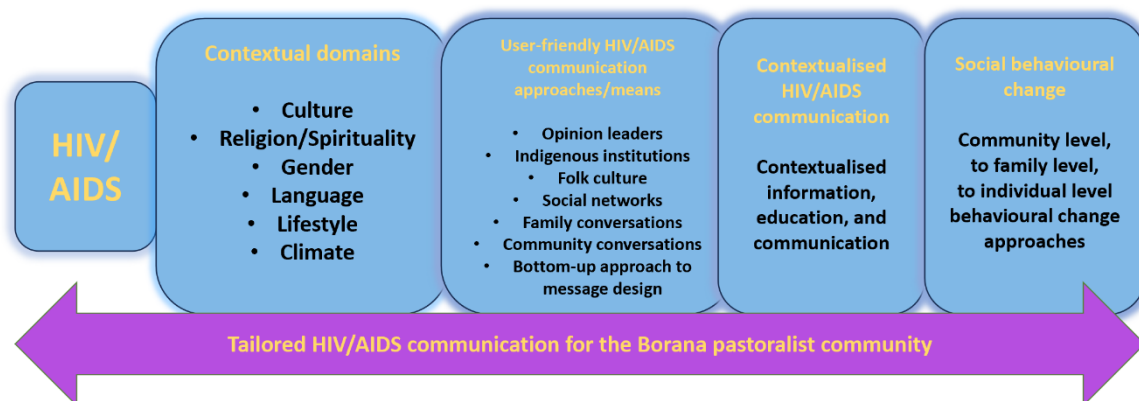 HIV/
AIDS
Contextual domains
• Culture
• Religion/Spirituality
• Gender
• Language
• Lifestyle
• Climate
User-friendly HIV/AIDS
communication
approaches/means
• Opinion leaders
• Indigenous institutions
• Folk culture
• Social networks
• Family conversations
• Community conversations
• Bottom-up approach to
message design
Contextualised
HIV/AIDS
communication
Contextualised
information,
education, and
communication
Social behavioural
change
Community level,
to family level,
to individual level
behavioural change
approaches
Tailored HIV/AIDS communication for the Borana pastoralist community